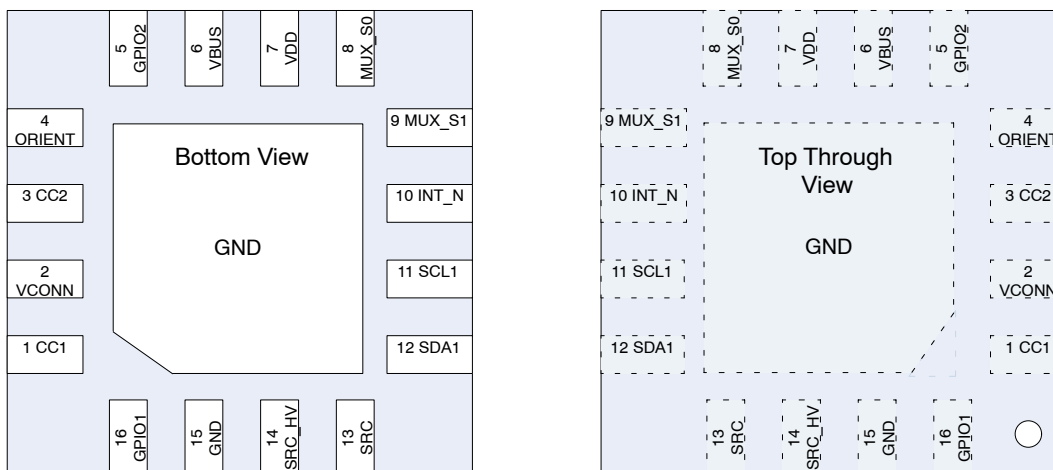 5
GPIO2
6
VBUS
7
VDD
8
MUX_S0
4
ORIENT
3 CC2
2
VCONN
1 CC1
Bottom View
GND
9 MUX_S1
10 INT_N
11 SCL1
12 SDA1
16
GPIO1
15
GND
14
SRC_HV
13
SRC
8
MUX_S0
7
VDD
6
VBUS
5
GPIO2
9 MUX_S1
10 INT_N
11 SCL1
12 SDA1
Top Through
View
GND
4
ORIENT
3 CC2
2
VCONN
1 CC1
13
SRC
14
SRC_HV
15
GND
16
GPIO1